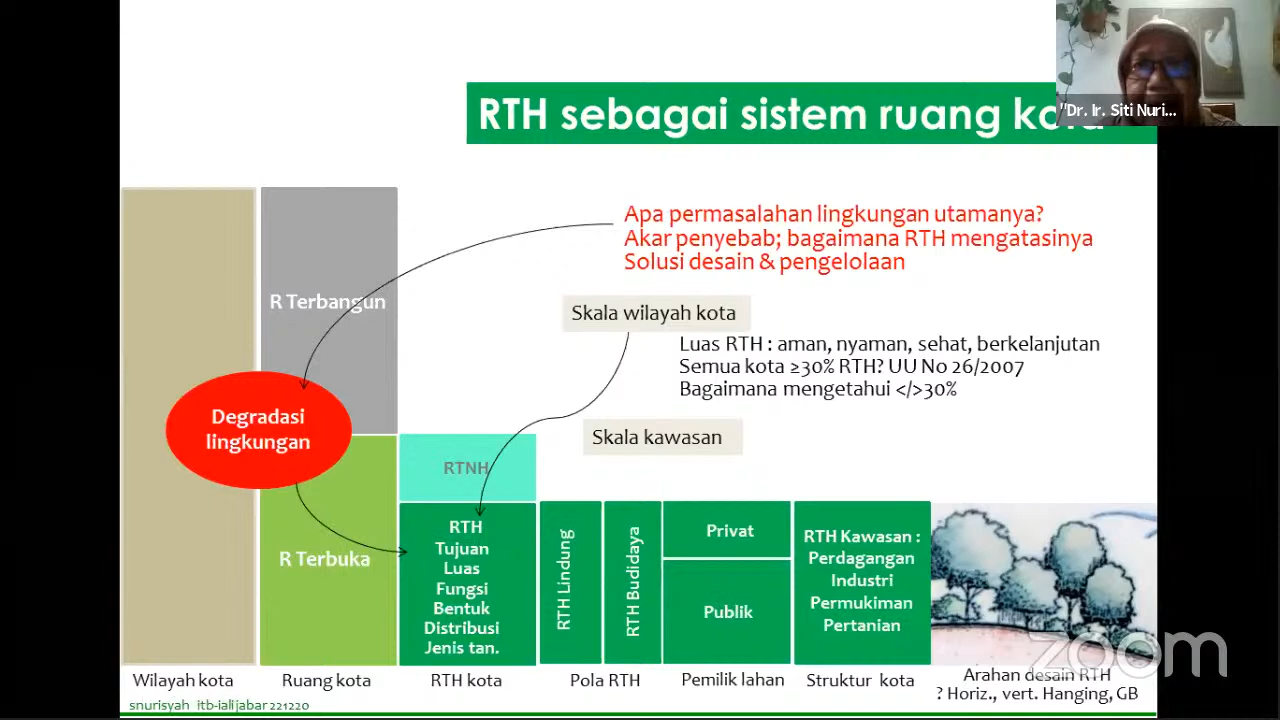 "Dr. Ir. Siti Nuri...
RTH sebagai sistem ruang kota
Apa permasalahan lingkungan utamanya?
Akar penyebab; bagaimana RTH mengatasinya
Solusi desain & pengelolaan
R Terbangun
Skala wilayah kota
Luas RTH : aman, nyaman, sehat, berkelanjutan
Semua kota ≥30% RTH? UU No 26/2007
Bagaimana mengetahui </>30%
Degradasi
lingkungan
Skala kawasan
RTNH
R Terbuka
RTH
Tujuan
Luas
Fungsi
Bentuk
Distribusi
Jenis tan.
RTH Lindung
RTH Budidaya
Privat
Publik
RTH Kawasan :
Perdagangan
Industri
Permukiman
Pertanian
zoom
Wilayah kota
Ruang kota
RTH kota
Pola RTH
Pemilik lahan
Struktur kota
Arahan desain RTH
? Horiz., vert. Hanging, GB
snurisyah itb-iali jabar 221220